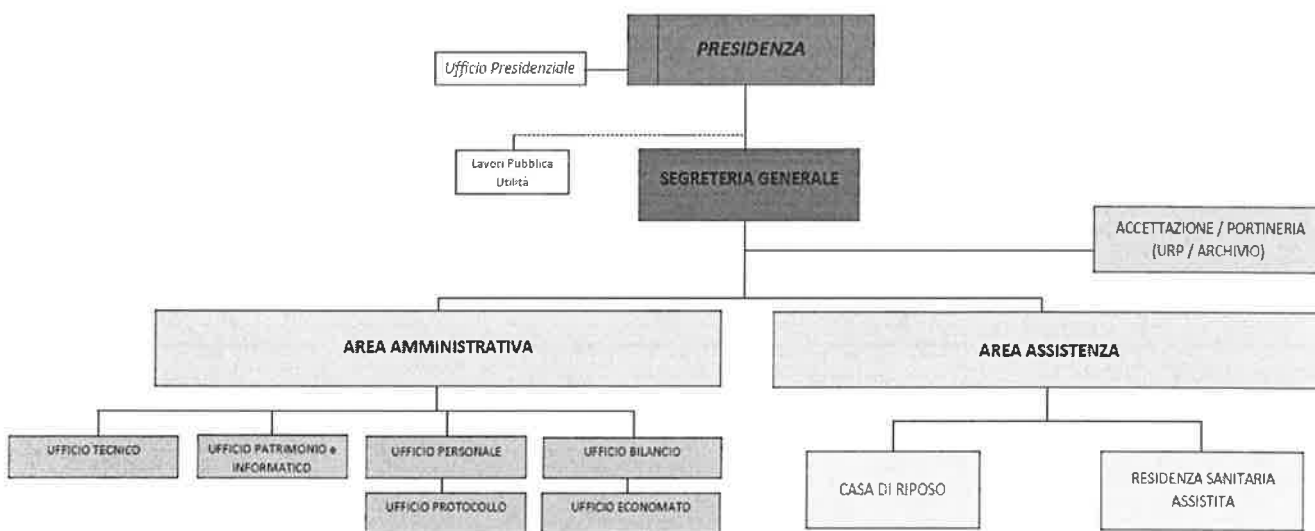 PRESIDENZA
Ufficio Presidenziale
Lavori Pubblica
Utilità
SEGRETERIA GENERALE
ACCETTAZIONE / PORTINERIA
(URP / ARCHIVIO)
AREA AMMINISTRATIVA
AREA ASSISTENZA
UFFICIO TECNICO
UFFICIO PATRIMONIO e
INFORMATICO
UFFICIO PERSONALE
UFFICIO BILANCIO
UFFICIO PROTOCOLLO
UFFICIO ECONOMATO
CASA DI RIPOSO
RESIDENZA SANITARIA
ASSISTITA